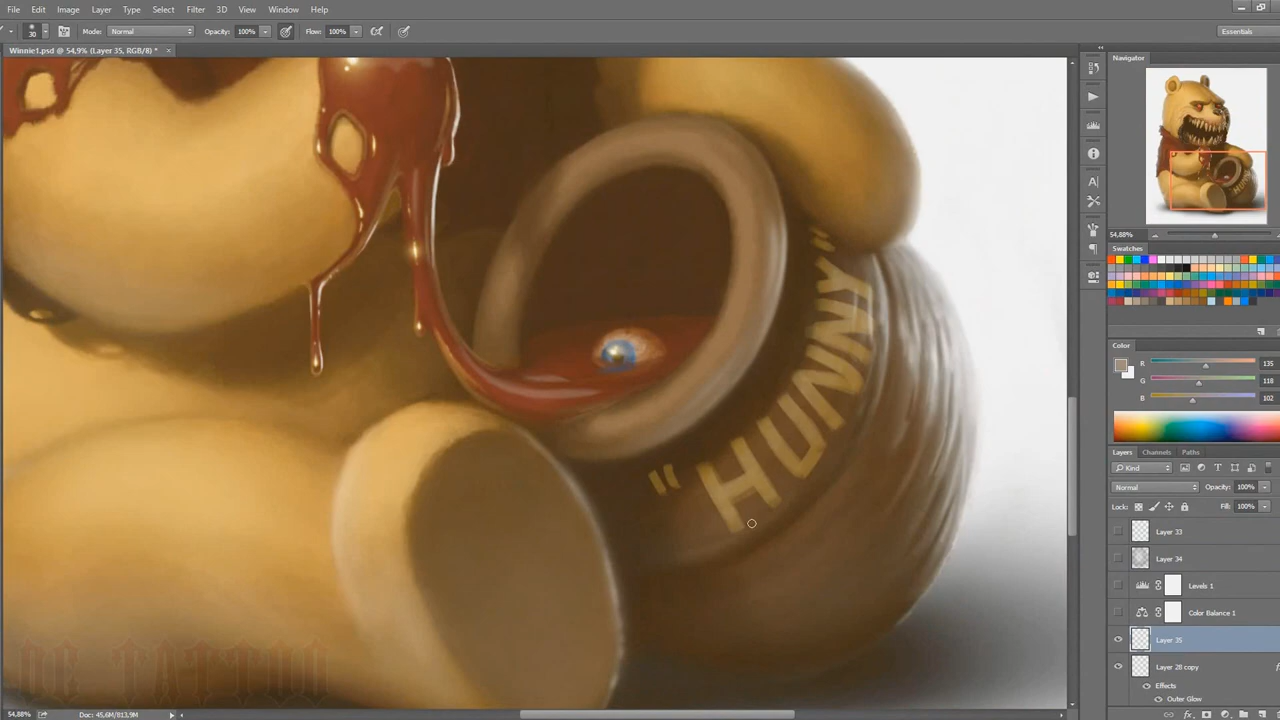 File Edit Image Layer Type Select Filter 3D View Window Help
30 Mode: Normal Opacity: 100% Flow: 100% Essentials
Winnie1.psd @ 54,9% (Layer 35, RGB/8) * ×
Navigator
54,88%
Swatches
Color
R 135
G 118
B 102
Layers Channels Paths
Kind
Normal Opacity: 100%
Lock: Fill: 100%
Layer 33
Layer 34
Levels 1
Color Balance 1
Layer 35
Layer 28 copy
Effects
Outer Glow
"HUNNY"
TATTOO
54,88% Doc: 45,6M/813,9M